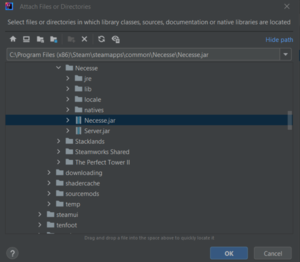 Attach Files or Directories
Select files or directories in which library classes, sources, documentation or native libraries are located
Hide path
C:\Program Files (x86)\Steam\steamapps\common\Necesse\Necesse.jar
Necesse
jre
lib
locale
natives
Necesse.jar
Server.jar
Stacklands
Steamworks Shared
The Perfect Tower II
downloading
shadercache
sourcemods
temp
steamui
tenfoot
Drag and drop a file into the space above to quickly locate it
?
OK
Cancel